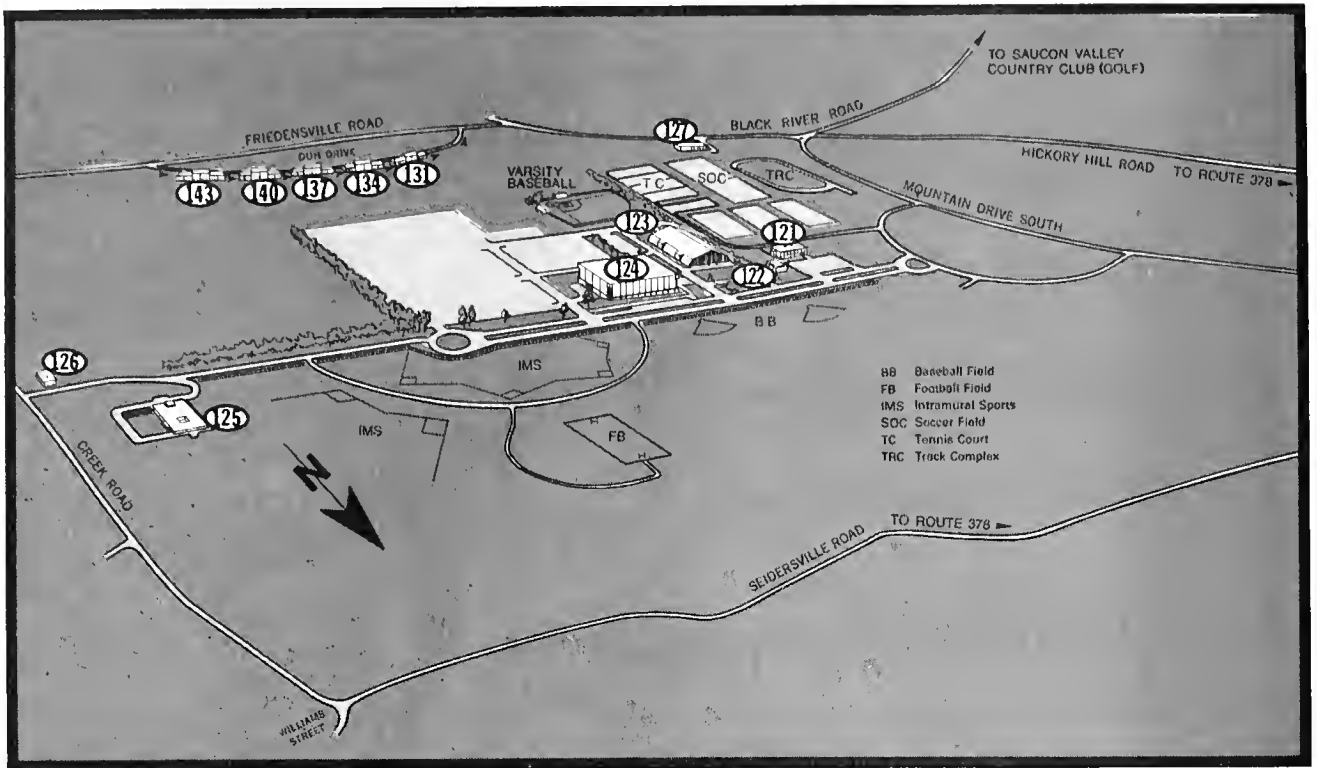 TO SAUCON VALLEY
COUNTRY CLUB (GOLF)
FRIEDENSVILLE ROAD
BLACK RIVER ROAD
127
DUH DRIVE
HICKORY HILL ROAD
TO ROUTE 378
143
140
137
134
131
VARSITY
BASEBALL
TC
SOC
TRC
MOUNTAIN DRIVE SOUTH
123
121
124
122
BB
126
IMS
125
IMS
FB
BB Baseball Field
FB Football Field
IMS Intramural Sports
SOC Soccer Field
TC Tennis Court
TRC Track Complex
CREEK ROAD
N
SEIDERSVILLE ROAD
TO ROUTE 378
WILLIAMS
STREET